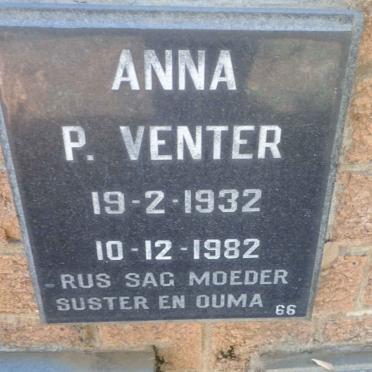 ANNA
P. VENTER
19-2-1932
10-12-1982
RUS SAG MOEDER
SUSTER EN OUMA 66